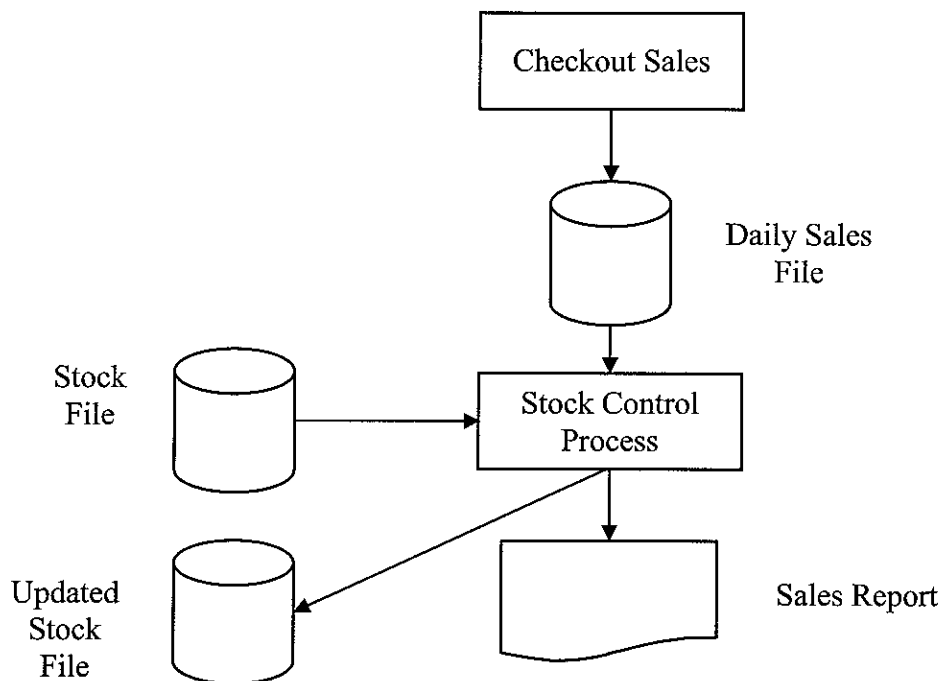 Checkout Sales
Daily Sales
File
Stock
File
Stock Control
Process
Updated
Stock
File
Sales Report